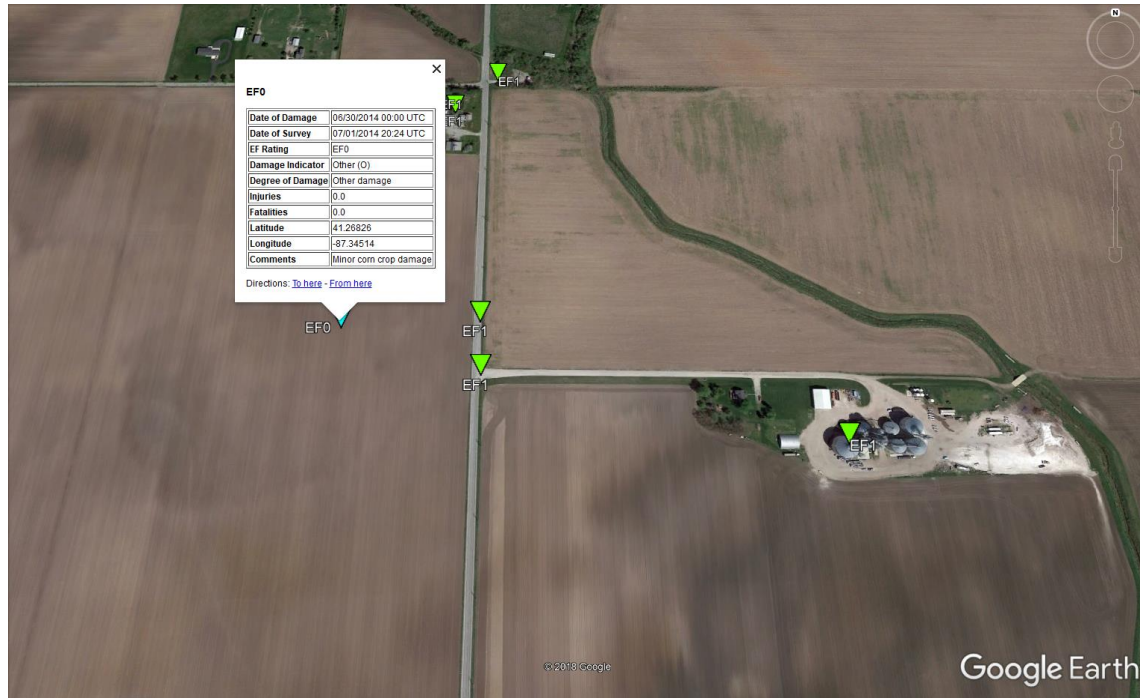 N
EF1
EF1
EF1
EF0
Date of Damage 06/30/2014 00:00 UTC
Date of Survey 07/01/2014 20:24 UTC
EF Rating EF0
Damage Indicator Other (O)
Degree of Damage Other damage
Injuries 0.0
Fatalities 0.0
Latitude 41.26826
Longitude -87.34514
Comments Minor corn crop damage
Directions: To here - From here
EF0
EF1
EF1
EF1
© 2018 Google
Google Earth